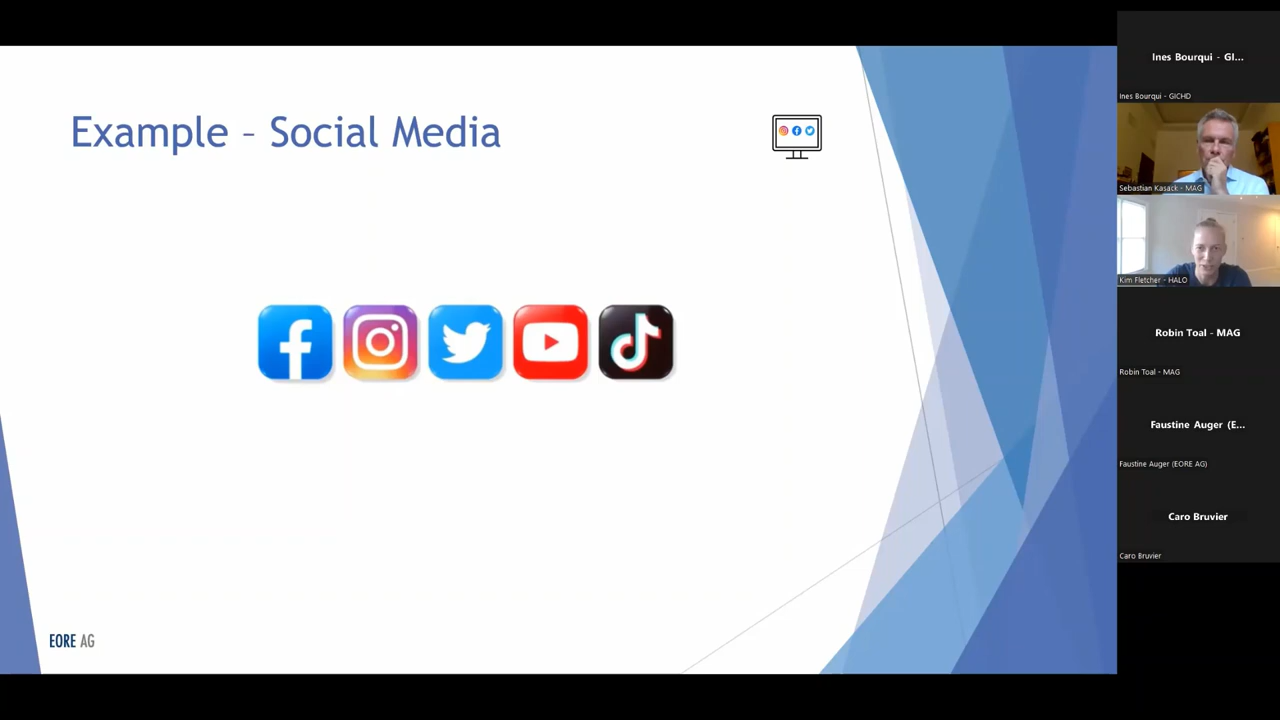 Example – Social Media
EORE AG
Ines Bourqui - GI...
Ines Bourqui - GICHD
Sebastian Kasack - MAG
Kim Fletcher - HALO
Robin Toal - MAG
Robin Toal - MAG
Faustine Auger (E...
Faustine Auger (EORE AG)
Caro Bruvier
Caro Bruvier